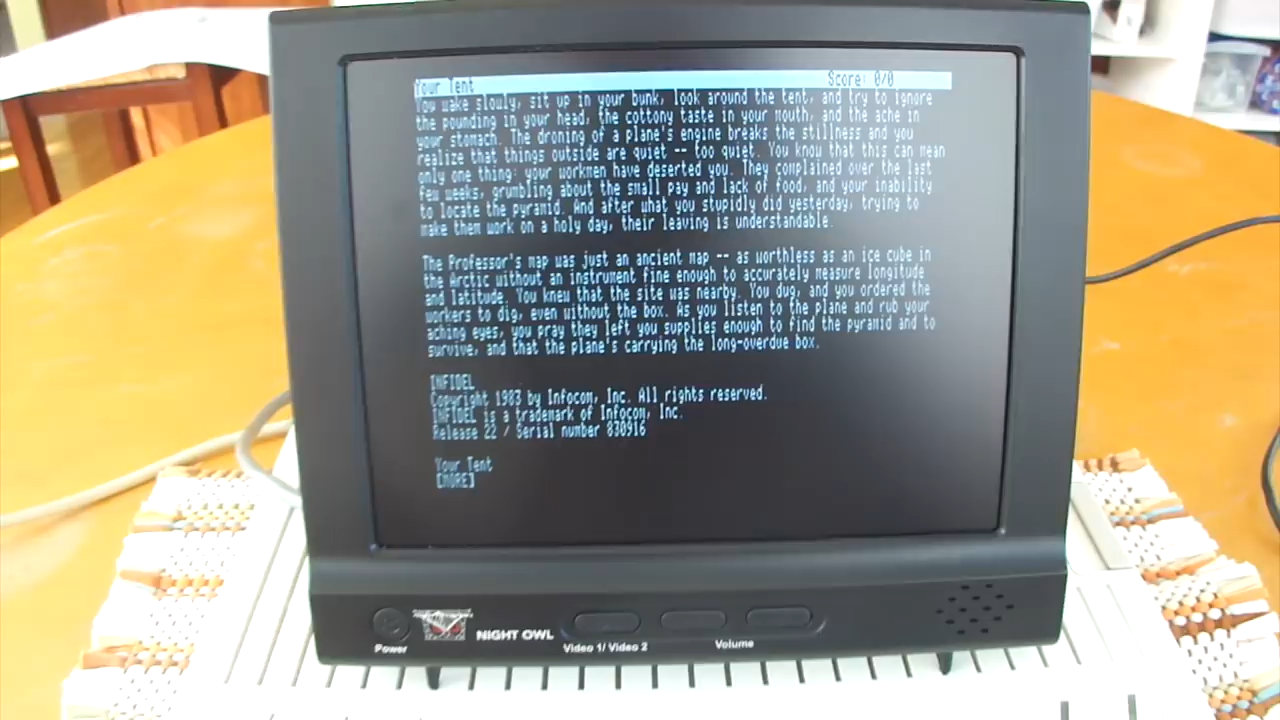 Your Tent Score: 0/0
You wake slowly, sit up in your bunk, look around the tent, and try to ignore
the pounding in your head, the cottony taste in your mouth, and the ache in
your stomach. The droning of a plane's engine breaks the stillness and you
realize that things outside are quiet -- too quiet. You know that this can mean
only one thing: your workmen have deserted you. They complained over the last
few weeks, grumbling about the small pay and lack of food, and your inability
to locate the pyramid. And after what you stupidly did yesterday, trying to
make them work on a holy day, their leaving is understandable.
The Professor's map was just an ancient map -- as worthless as an ice cube in
the Arctic without an instrument fine enough to accurately measure longitude
and latitude. You knew that the site was nearby. You dug, and you ordered the
workers to dig, even without the box. As you listen to the plane and rub your
aching eyes, you pray they left you supplies enough to find the pyramid and to
survive, and that the plane's carrying the long-overdue box.
INFIDEL
Copyright 1983 by Infocom, Inc. All rights reserved.
INFIDEL is a trademark of Infocom, Inc.
Release 22 / Serial number 830916
Your Tent
[MORE]
NIGHT OWL
Power
Video 1/ Video 2
Volume